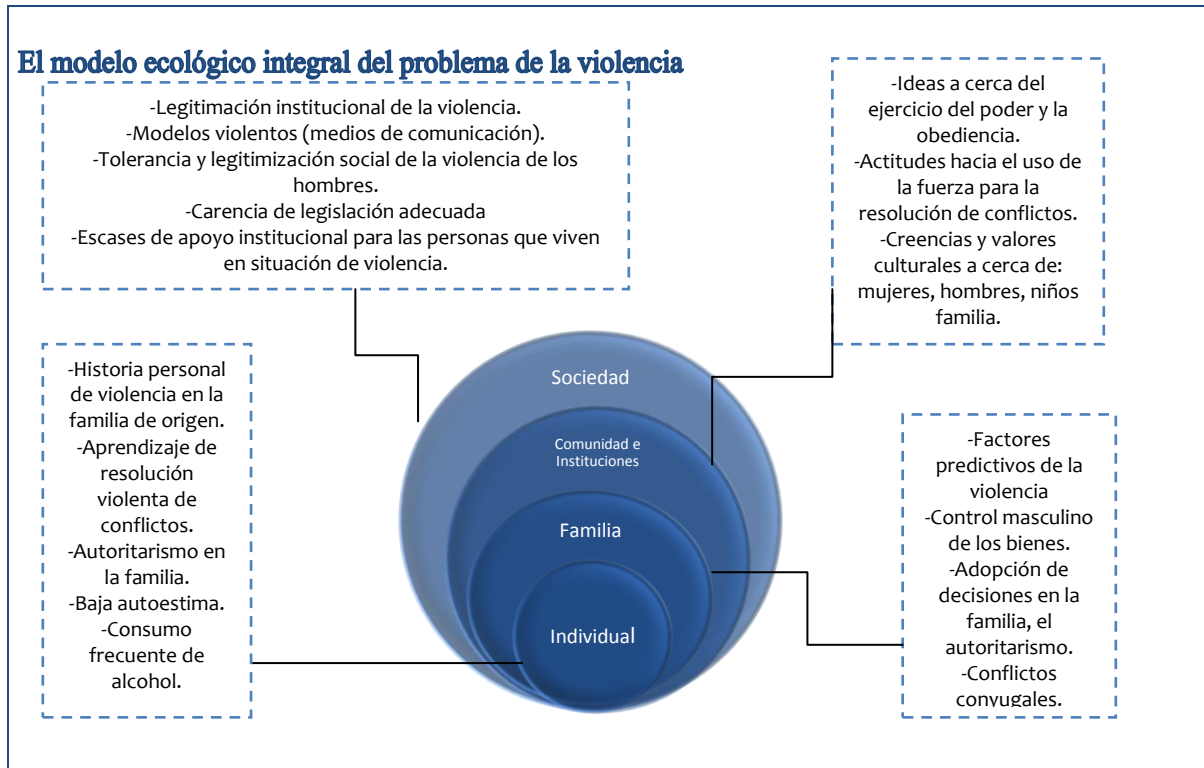 El modelo ecológico integral del problema de la violencia
-Legitimación institucional de la violencia.
-Modelos violentos (medios de comunicación).
-Tolerancia y legitimización social de la violencia de los
hombres.
-Carencia de legislación adecuada
-Escases de apoyo institucional para las personas que viven
en situación de violencia.
-Ideas a cerca del
ejercicio del poder y la
obediencia.
-Actitudes hacia el uso de
la fuerza para la
resolución de conflictos.
-Creencias y valores
culturales a cerca de:
mujeres, hombres, niños
familia.
-Historia personal
de violencia en la
familia de origen.
-Aprendizaje de
resolución
violenta de
conflictos.
-Autoritarismo en
la familia.
-Baja autoestima.
-Consumo
frecuente de
alcohol.
Sociedad
Comunidad e
Instituciones
Familia
Individual
-Factores
predictivos de la
violencia
-Control masculino
de los bienes.
-Adopción de
decisiones en la
familia, el
autoritarismo.
-Conflictos
conyugales.